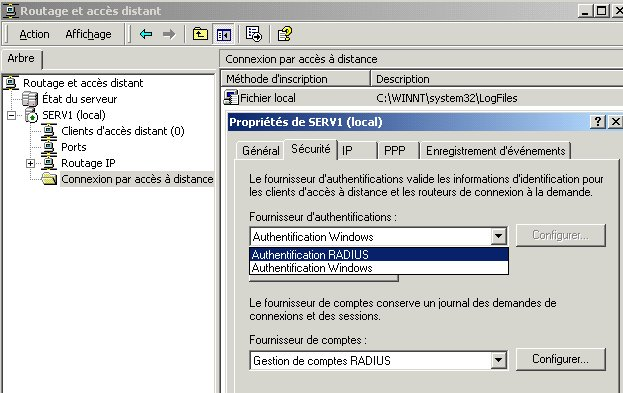 Routage et accès distant
Action Affichage
Arbre
Connexion par accès à distance
Routage et accès distant
État du serveur
SERV1 (local)
Clients d'accès distant (0)
Ports
Routage IP
Connexion par accès à distance
Méthode d'inscription Description
Fichier local C:\WINNT\system32\LogFiles
Propriétés de SERV1 (local)
Général Sécurité IP PPP Enregistrement d'événements
Le fournisseur d'authentifications valide les informations d'identification pour
les clients d'accès à distance et les routeurs de connexion à la demande.
Fournisseur d'authentifications :
Authentification Windows Configurer...
Authentification RADIUS
Authentification Windows
Le fournisseur de comptes conserve un journal des demandes de
connexions et des sessions.
Fournisseur de comptes :
Gestion de comptes RADIUS Configurer...